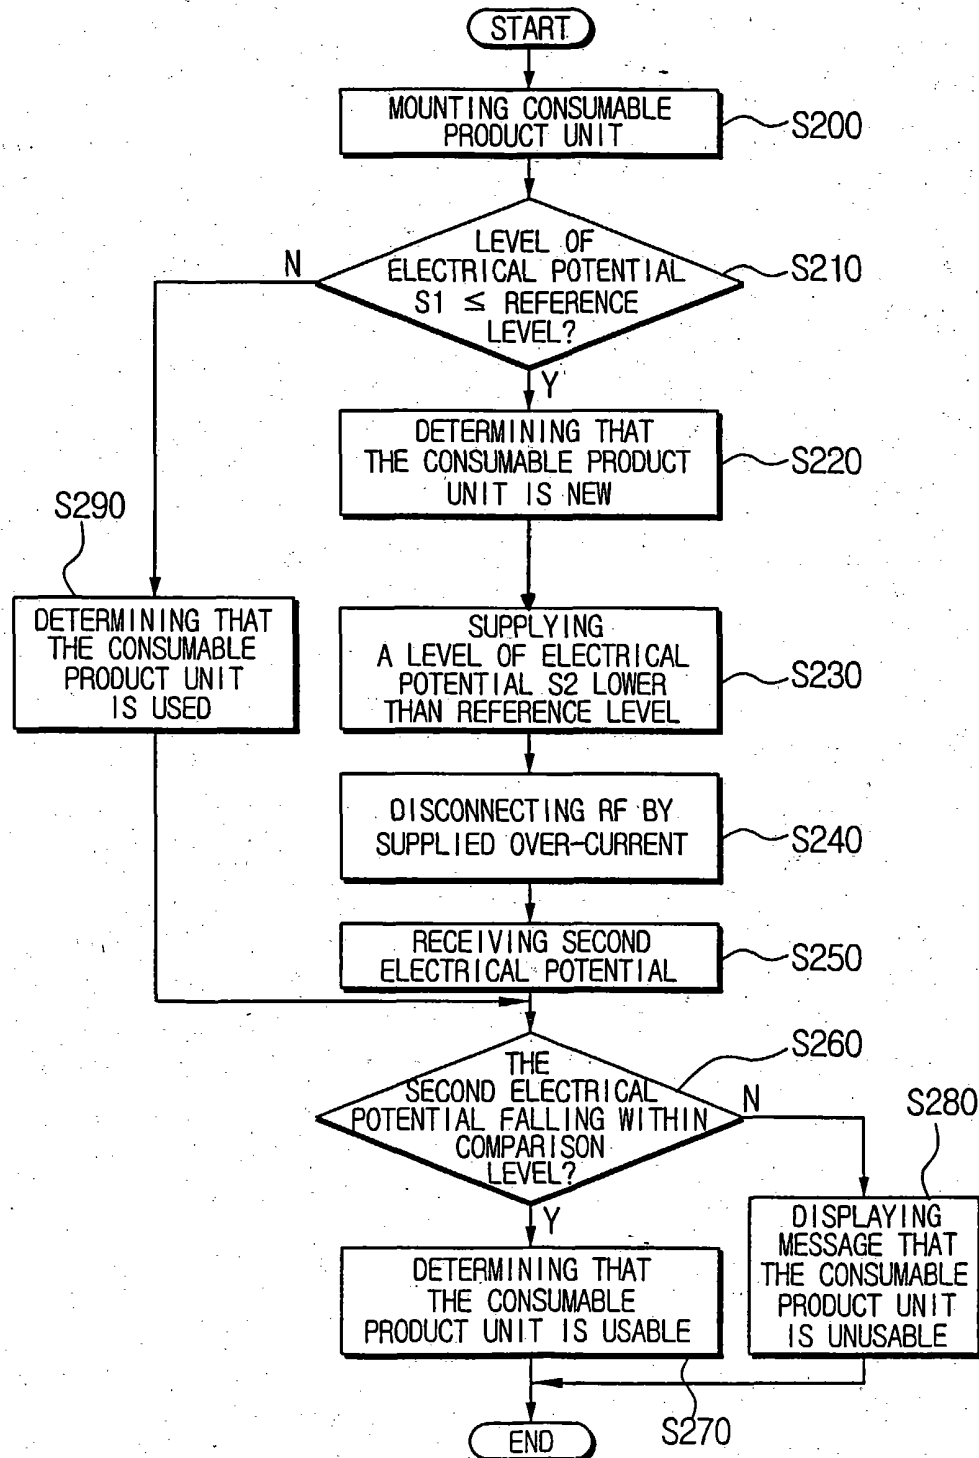 START
MOUNTING CONSUMABLE
PRODUCT UNIT
S200
LEVEL OF
ELECTRICAL POTENTIAL
S1 ≤ REFERENCE
LEVEL?
S210
N
Y
DETERMINING THAT
THE CONSUMABLE PRODUCT
UNIT IS NEW
S220
S290
DETERMINING THAT
THE CONSUMABLE
PRODUCT UNIT
IS USED
SUPPLYING
A LEVEL OF ELECTRICAL
POTENTIAL S2 LOWER
THAN REFERENCE LEVEL
S230
DISCONNECTING RF BY
SUPPLIED OVER-CURRENT
S240
RECEIVING SECOND
ELECTRICAL POTENTIAL
S250
THE
SECOND ELECTRICAL
POTENTIAL FALLING WITHIN
COMPARISON
LEVEL?
S260
N
Y
S280
DISPLAYING
MESSAGE THAT
THE CONSUMABLE
PRODUCT UNIT
IS UNUSABLE
DETERMINING THAT
THE CONSUMABLE
PRODUCT UNIT IS USABLE
S270
END